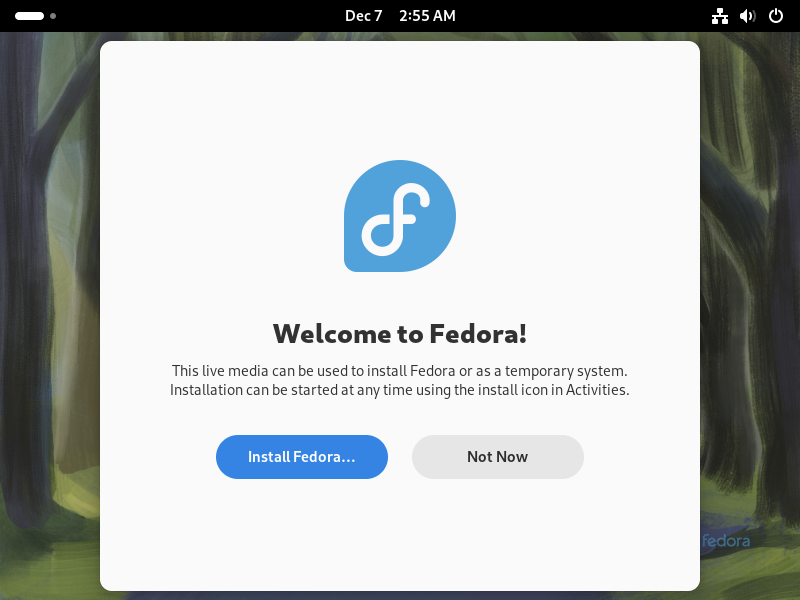 Dec 7 2:55 AM
Welcome to Fedora!
This live media can be used to install Fedora or as a temporary system.
Installation can be started at any time using the install icon in Activities.
Install Fedora...
Not Now
fedora